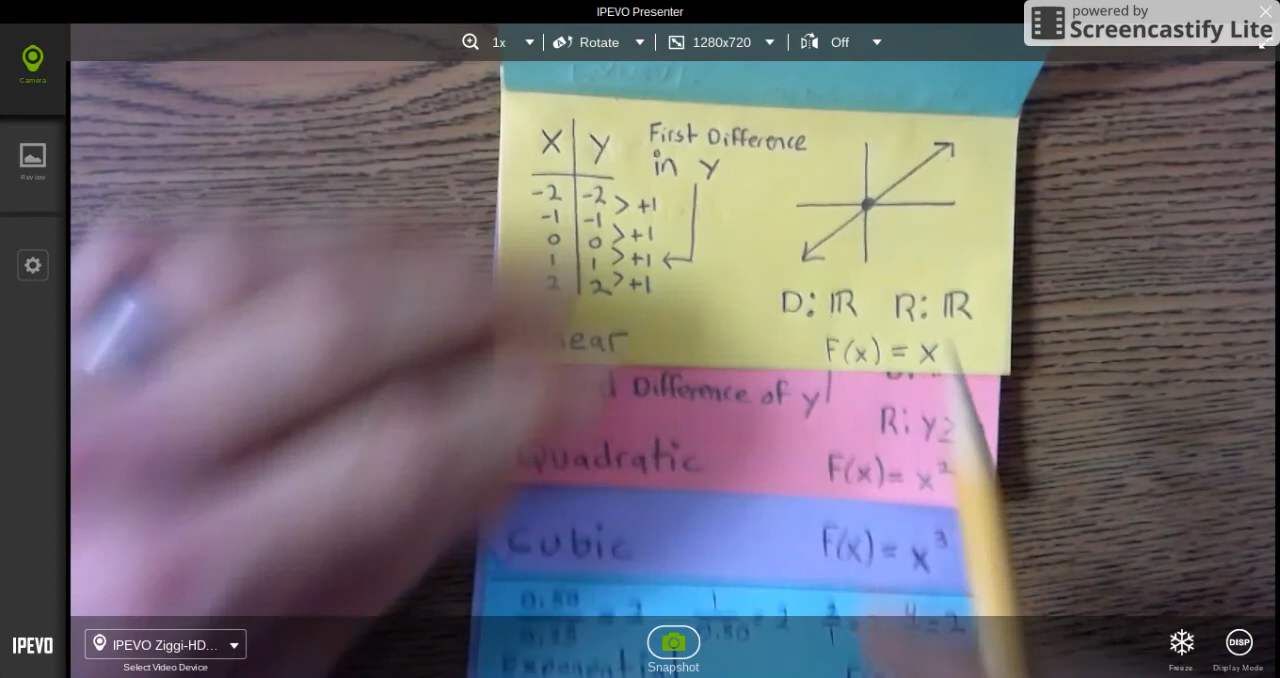 IPEVO Presenter
powered by
Screencastify Lite
1x
Rotate
1280x720
Off
Camera
Review
X Y First Difference
in y
-2 -2 > +1
-1 -1
0 0 > +1
1 1 > +1
2 2 > +1
D: ℝ R: ℝ
F(x) = x
Difference of y
R: y≥
Quadratic F(x) = x²
Cubic F(x) = x³
IPEVO
IPEVO Ziggi-HD...
Select Video Device
Snapshot
Freeze
DISP
Display Mode